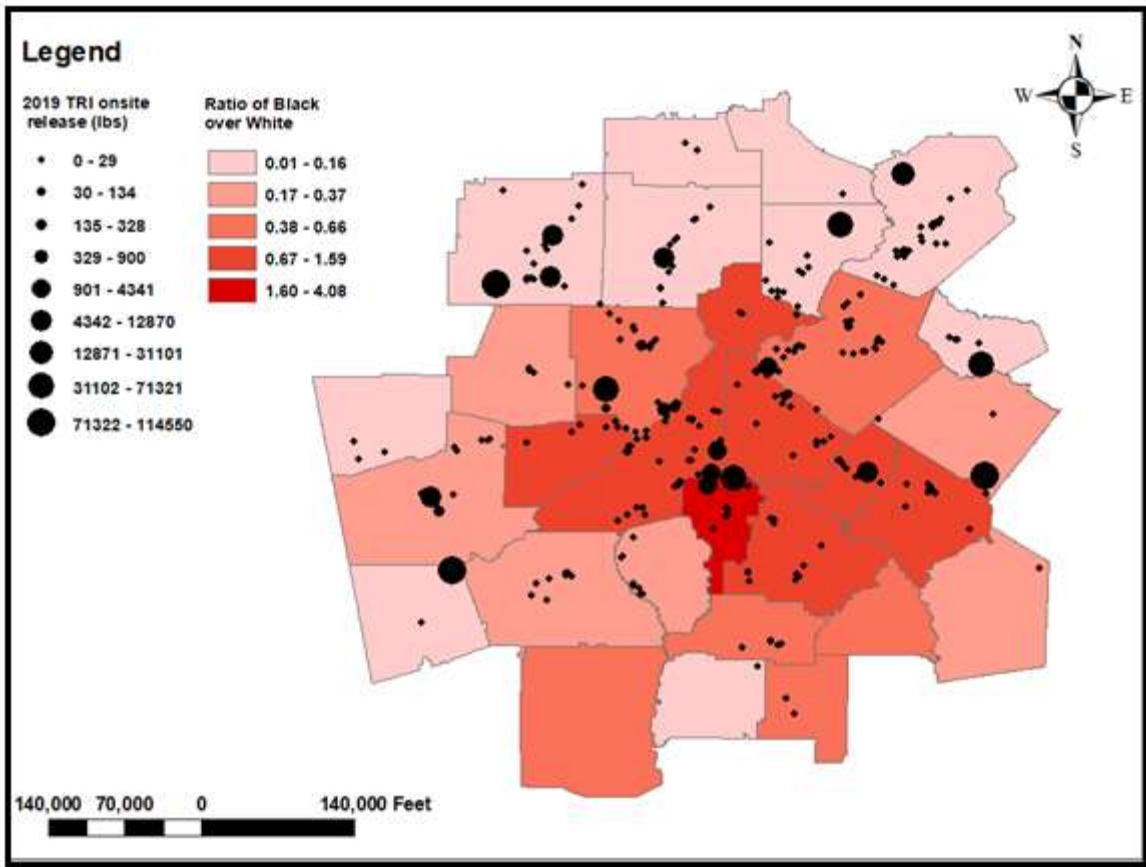 Legend
2019 TRI onsite
release (lbs)
0 - 29
30 - 134
135 - 328
329 - 900
901 - 4341
4342 - 12870
12871 - 31101
31102 - 71321
71322 - 114550
Ratio of Black
over White
0.01 - 0.16
0.17 - 0.37
0.38 - 0.66
0.67 - 1.59
1.60 - 4.08
N
W E
S
140,000 70,000 0 140,000 Feet